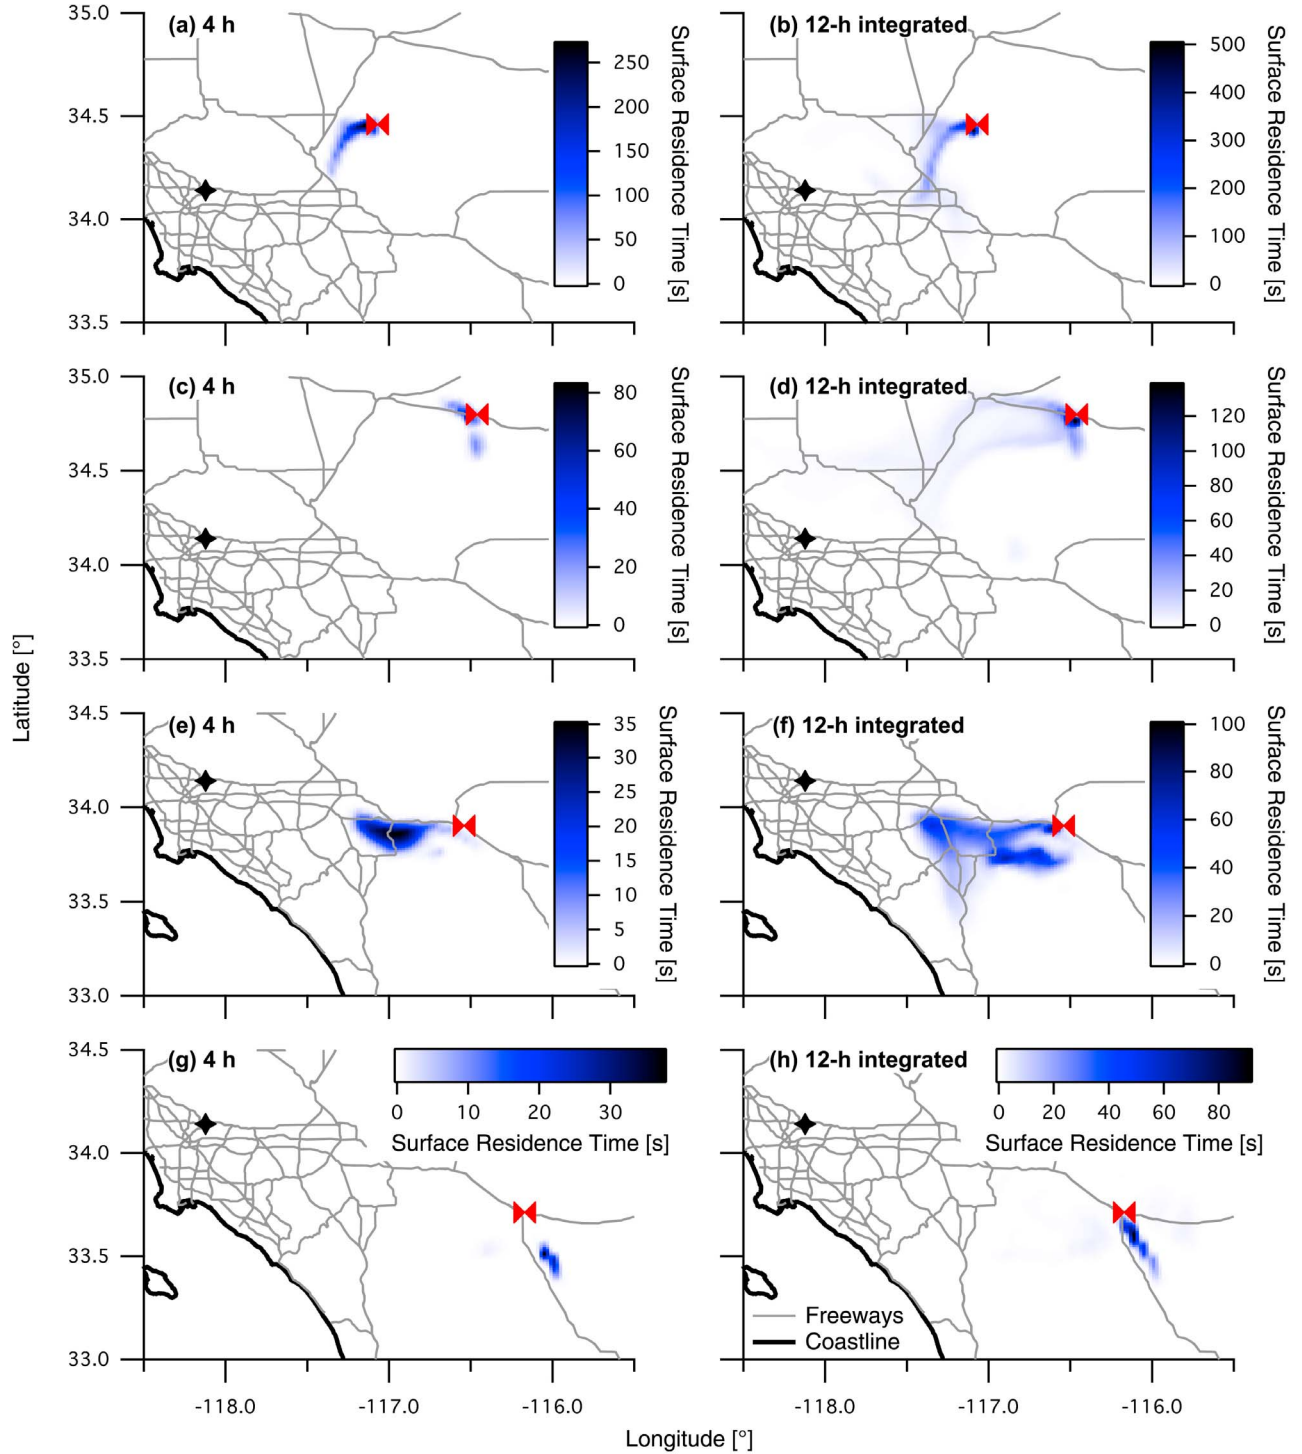 Latitude [°]
35.0
34.5
34.0
33.5
(a) 4 h
250
200
150
100
50
0
Surface Residence Time [s]
(b) 12-h integrated
500
400
300
200
100
0
Surface Residence Time [s]
35.0
34.5
34.0
33.5
(c) 4 h
80
60
40
20
0
Surface Residence Time [s]
(d) 12-h integrated
120
100
80
60
40
20
0
Surface Residence Time [s]
34.5
34.0
33.5
33.0
(e) 4 h
35
30
25
20
15
10
5
0
Surface Residence Time [s]
(f) 12-h integrated
100
80
60
40
20
0
Surface Residence Time [s]
34.5
34.0
33.5
33.0
(g) 4 h
0 10 20 30
Surface Residence Time [s]
(h) 12-h integrated
0 20 40 60 80
Surface Residence Time [s]
Freeways
Coastline
-118.0 -117.0 -116.0
-118.0 -117.0 -116.0
Longitude [°]